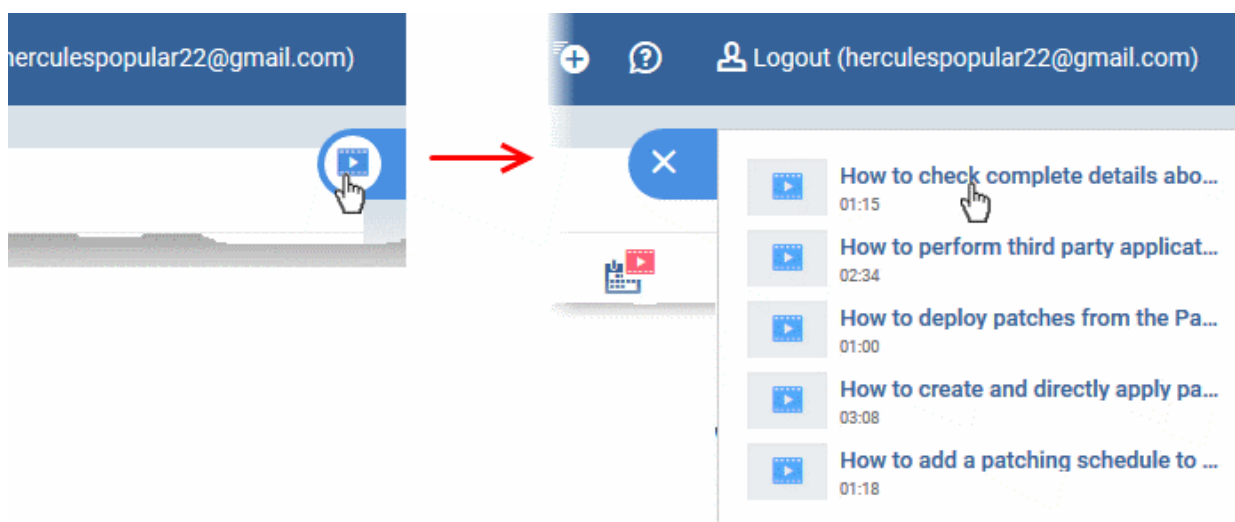 herculespopular22@gmail.com)
Logout (herculespopular22@gmail.com)
How to check complete details abo...
01:15
How to perform third party applicat...
02:34
How to deploy patches from the Pa...
01:00
How to create and directly apply pa...
03:08
How to add a patching schedule to ...
01:18